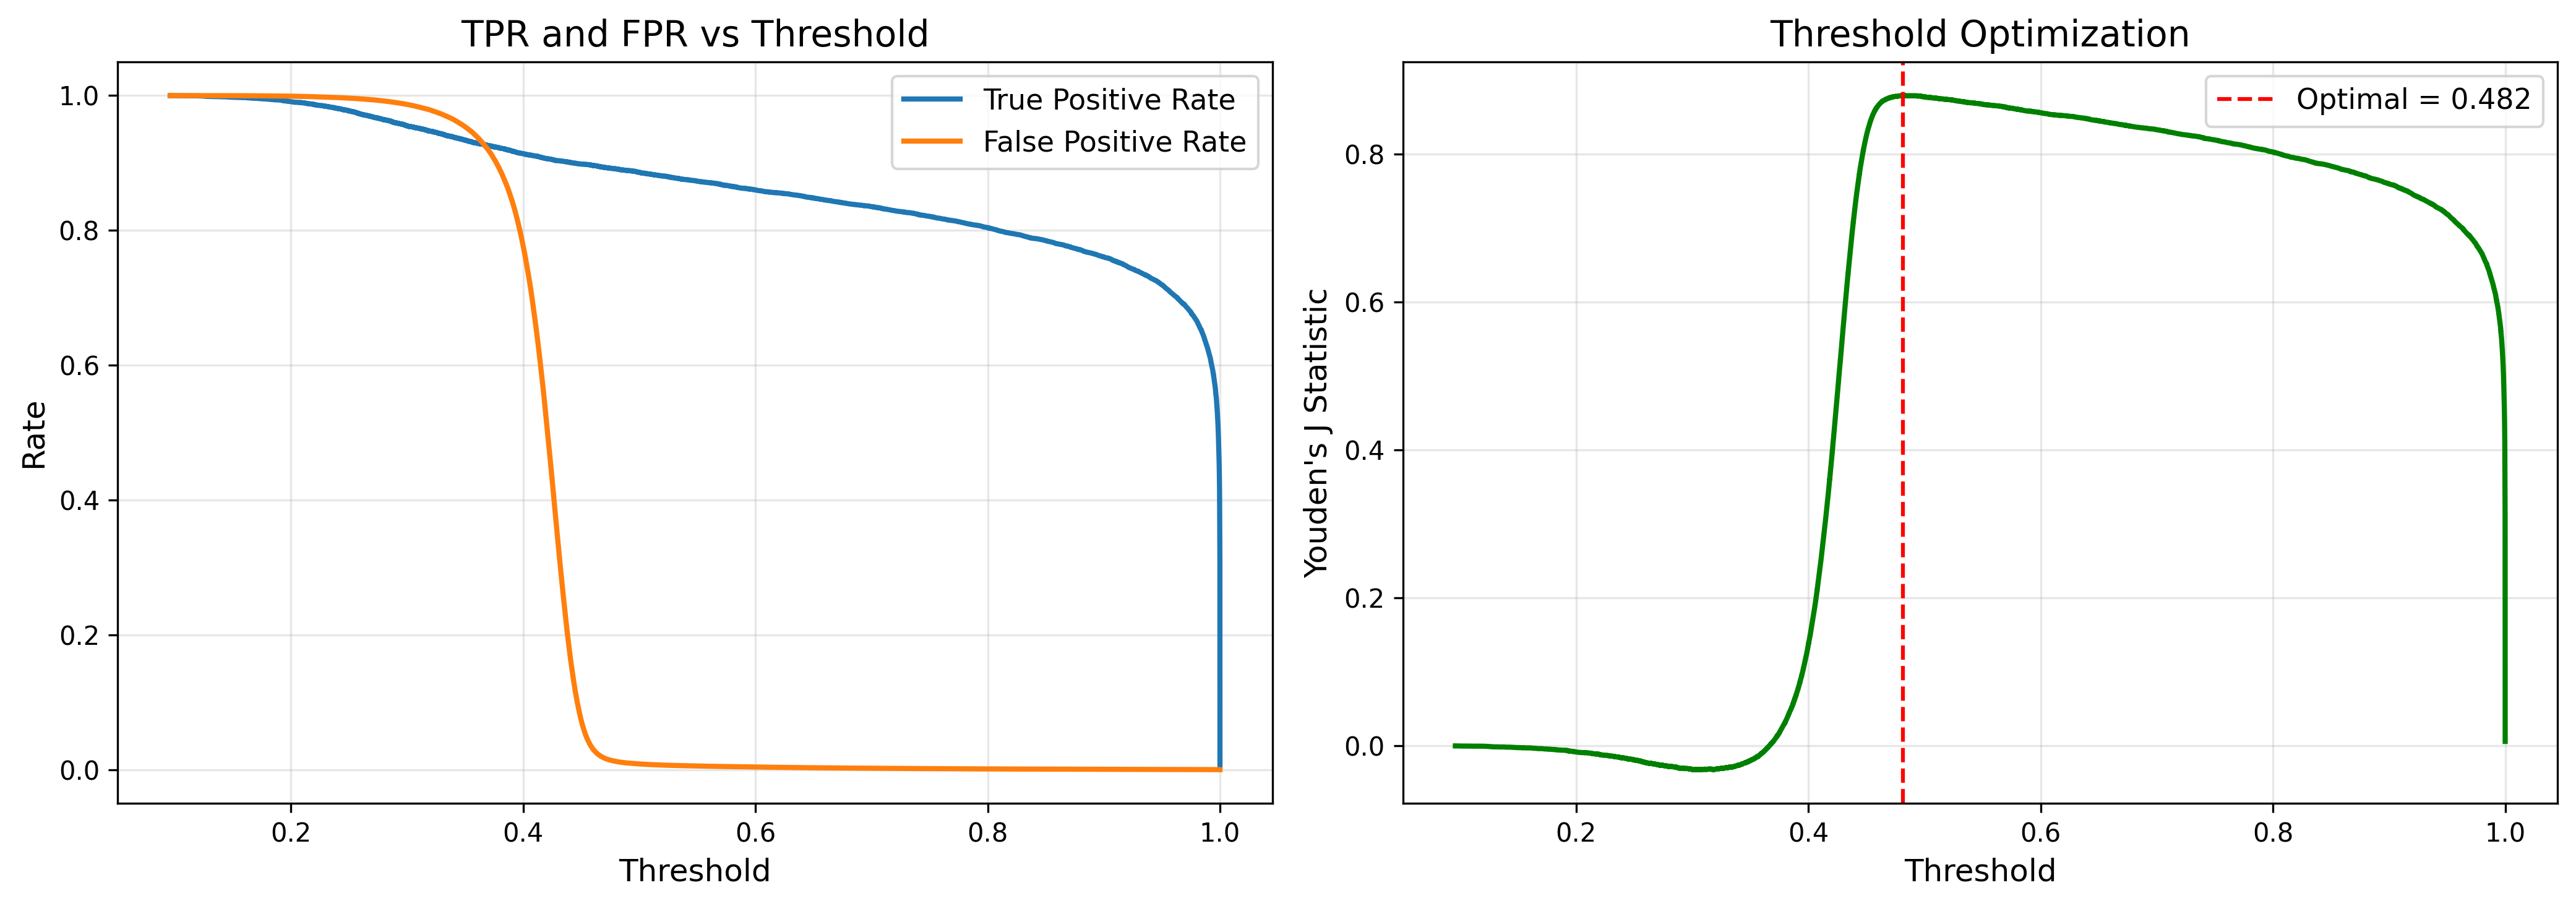 TPR and FPR vs Threshold
True Positive Rate
False Positive Rate
Rate
1.0
0.8
0.6
0.4
0.2
0.0
0.2 0.4 0.6 0.8 1.0
Threshold
Threshold Optimization
Optimal = 0.482
Youden's J Statistic
0.8
0.6
0.4
0.2
0.0
0.2 0.4 0.6 0.8 1.0
Threshold